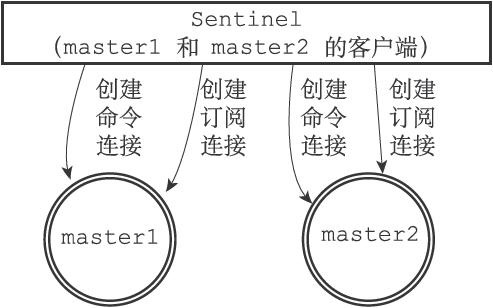 Sentinel
(master1 和 master2 的客户端)
创建
命令
连接
创建
订阅
连接
创建
命令
连接
创建
订阅
连接
master1
master2